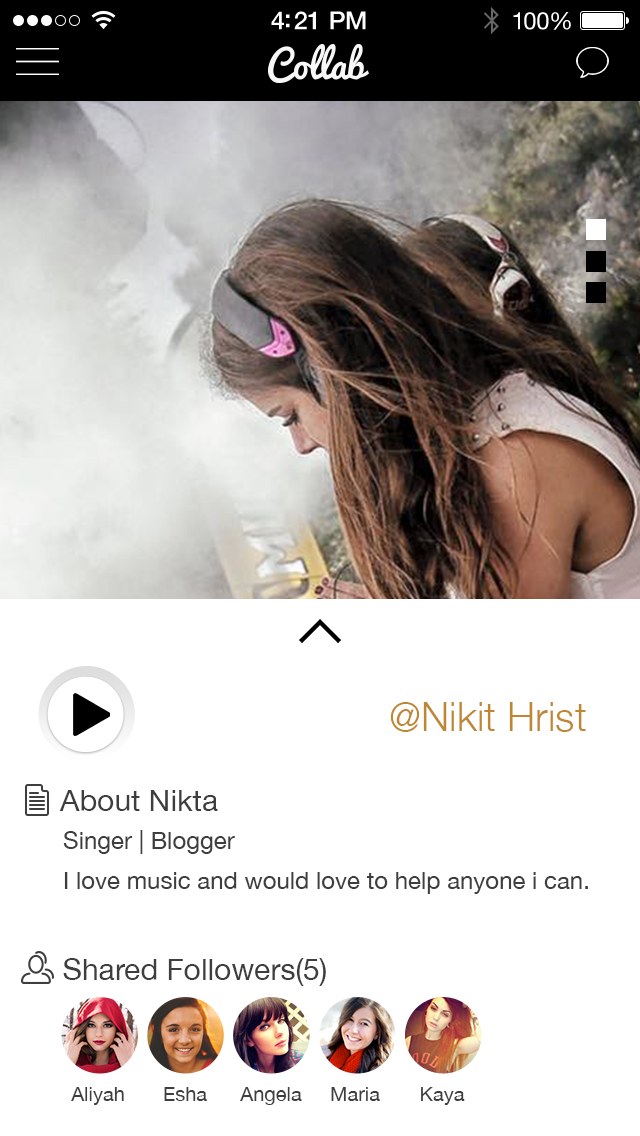 4:21 PM
100%
Collab
@Nikit Hrist
About Nikta
Singer | Blogger
I love music and would love to help anyone i can.
Shared Followers(5)
Aliyah
Esha
Angela
Maria
Kaya